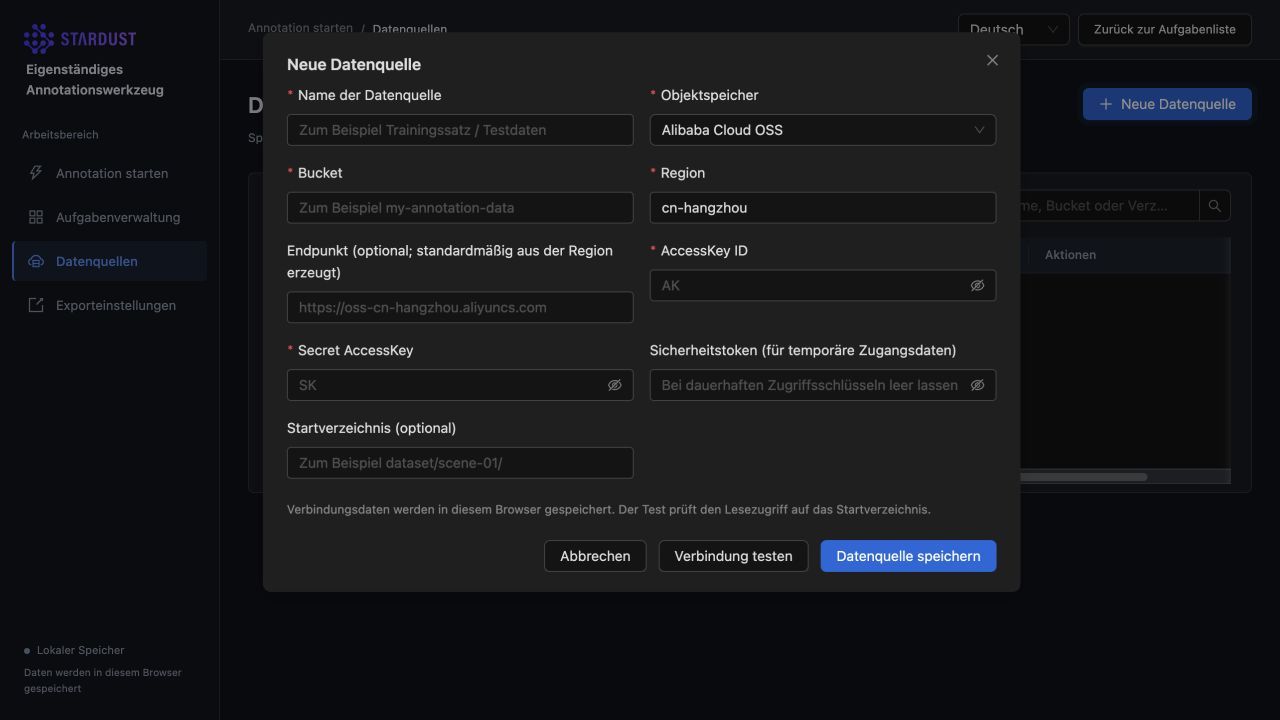 STARDUST
Eigenständiges
Annotationswerkzeug
Arbeitsbereich
Annotation starten
Aufgabenverwaltung
Datenquellen
Exporteinstellungen
Lokaler Speicher
Daten werden in diesem Browser
gespeichert
Annotation starten / Datenquellen
Deutsch
Zurück zur Aufgabenliste
+ Neue Datenquelle
Bucket oder Verz...
Aktionen
Neue Datenquelle
* Name der Datenquelle
Zum Beispiel Trainingssatz / Testdaten
* Objektspeicher
Alibaba Cloud OSS
* Bucket
Zum Beispiel my-annotation-data
* Region
cn-hangzhou
Endpunkt (optional; standardmäßig aus der Region
erzeugt)
https://oss-cn-hangzhou.aliyuncs.com
* AccessKey ID
AK
* Secret AccessKey
SK
Sicherheitstoken (für temporäre Zugangsdaten)
Bei dauerhaften Zugriffsschlüsseln leer lassen
Startverzeichnis (optional)
Zum Beispiel dataset/scene-01/
Verbindungsdaten werden in diesem Browser gespeichert. Der Test prüft den Lesezugriff auf das Startverzeichnis.
Abbrechen
Verbindung testen
Datenquelle speichern